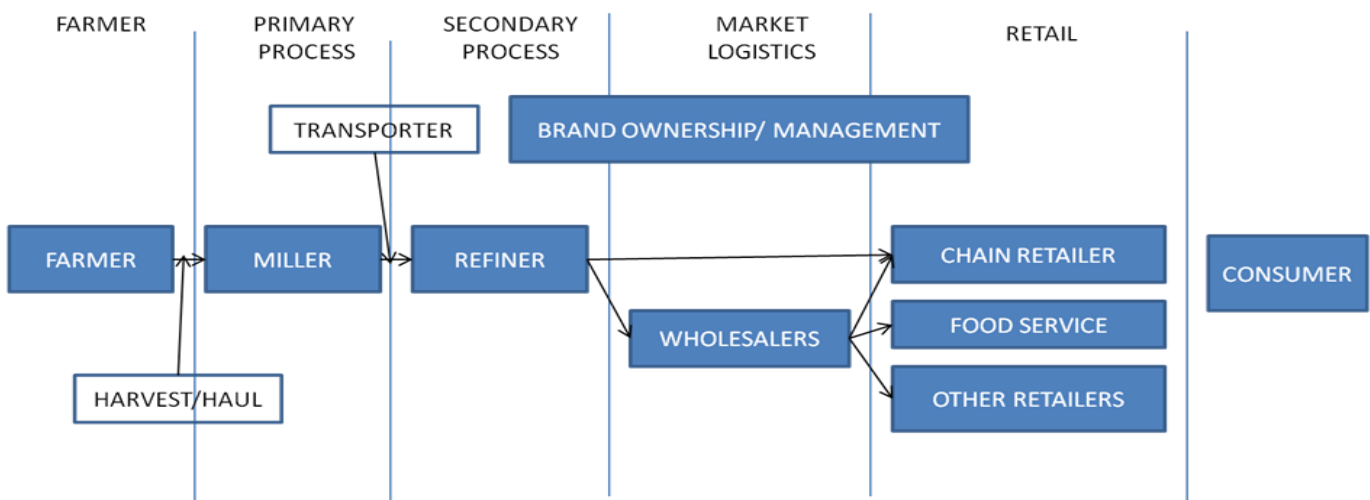 FARMER
PRIMARY
PROCESS
SECONDARY
PROCESS
MARKET
LOGISTICS
RETAIL
TRANSPORTER
BRAND OWNERSHIP/ MANAGEMENT
FARMER
MILLER
REFINER
CHAIN RETAILER
CONSUMER
FOOD SERVICE
WHOLESALERS
HARVEST/HAUL
OTHER RETAILERS